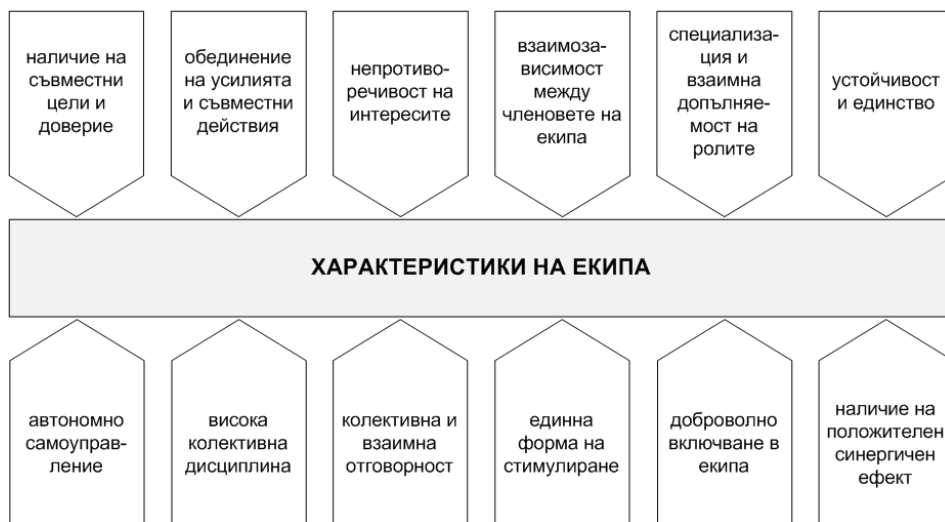 наличие на
съвместни
цели и
доверие
обединение
на усилията
и съвместни
действия
непротиво-
речивост на
интересите
взаимоза-
висимост
между
членовете на
екипа
специализа-
ция и
взаимна
допълняе-
мост на
ролите
устойчивост
и единство
ХАРАКТЕРИСТИКИ НА ЕКИПА
автономно
самоуправ-
ление
висока
колективна
дисциплина
колективна и
взаимна
отговорност
единна
форма на
стимулиране
доброволно
включване в
екипа
наличие на
положителен
синергичен
ефект